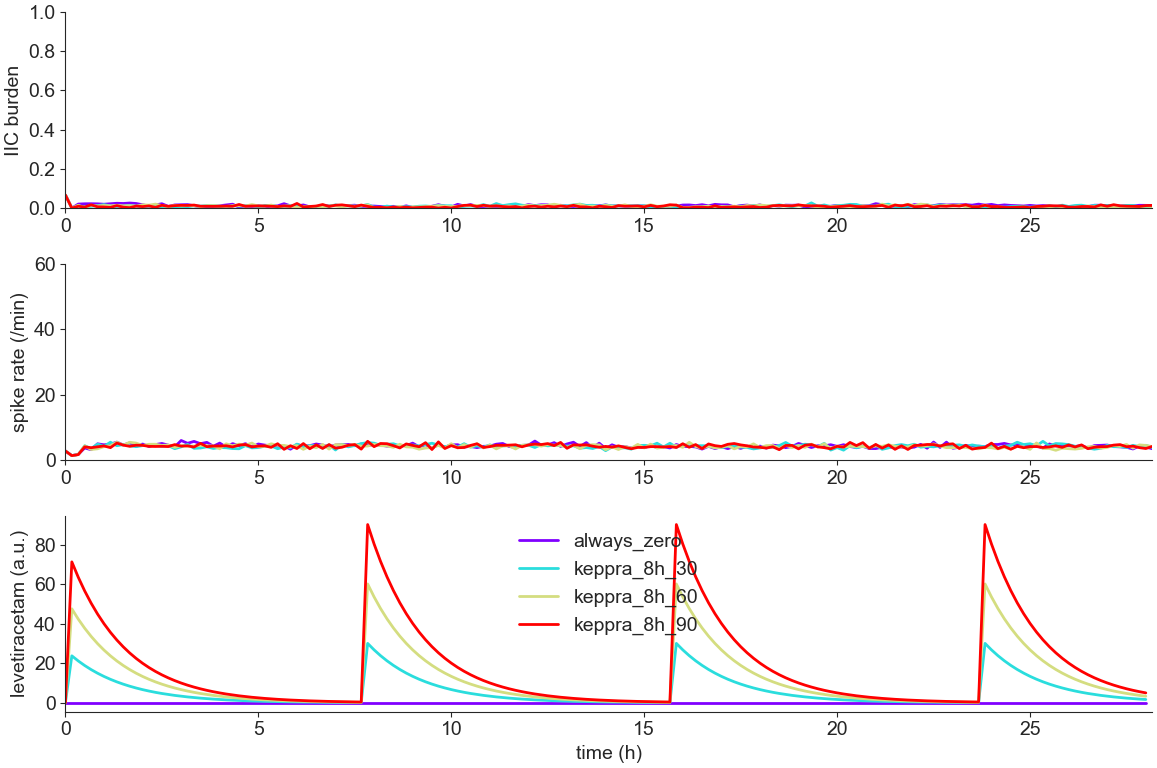 IIC burden
1.0
0.8
0.6
0.4
0.2
0.0
0 5 10 15 20 25
spike rate (/min)
60
40
20
0
0 5 10 15 20 25
levetiracetam (a.u.)
80
60
40
20
0
always_zero
keppra_8h_30
keppra_8h_60
keppra_8h_90
0 5 10 15 20 25
time (h)